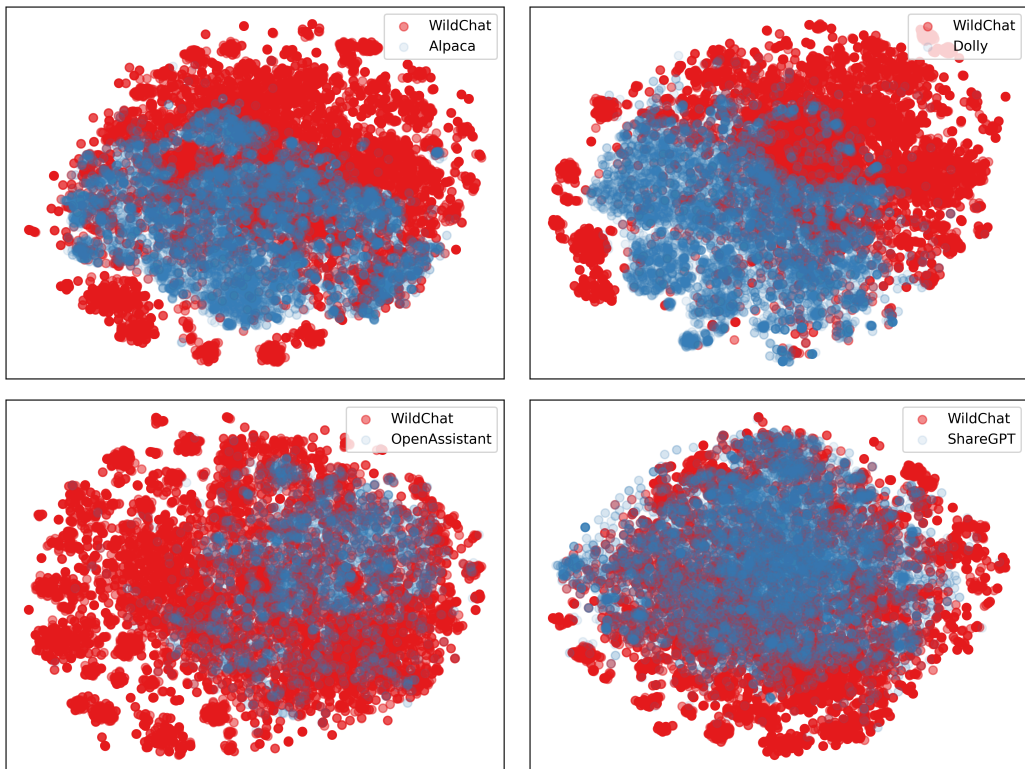 WildChat
Alpaca
WildChat
Dolly
WildChat
OpenAssistant
WildChat
ShareGPT